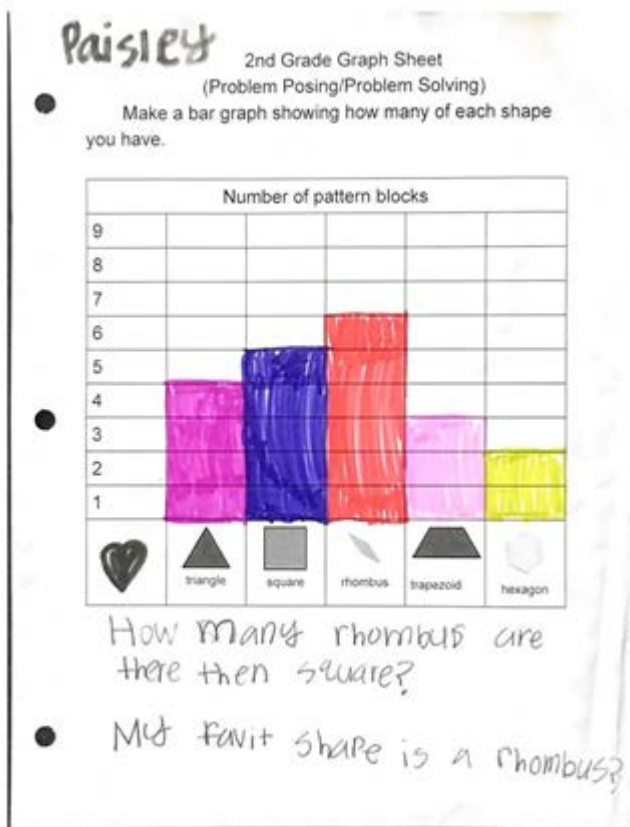 Paisley
2nd Grade Graph Sheet
(Problem Posing/Problem Solving)
Make a bar graph showing how many of each shape
you have.
Number of pattern blocks
9
8
7
6
5
4
3
2
1
triangle square rhombus trapezoid hexagon
How many rhombus are
there then square?
My favit shape is a rhombus?